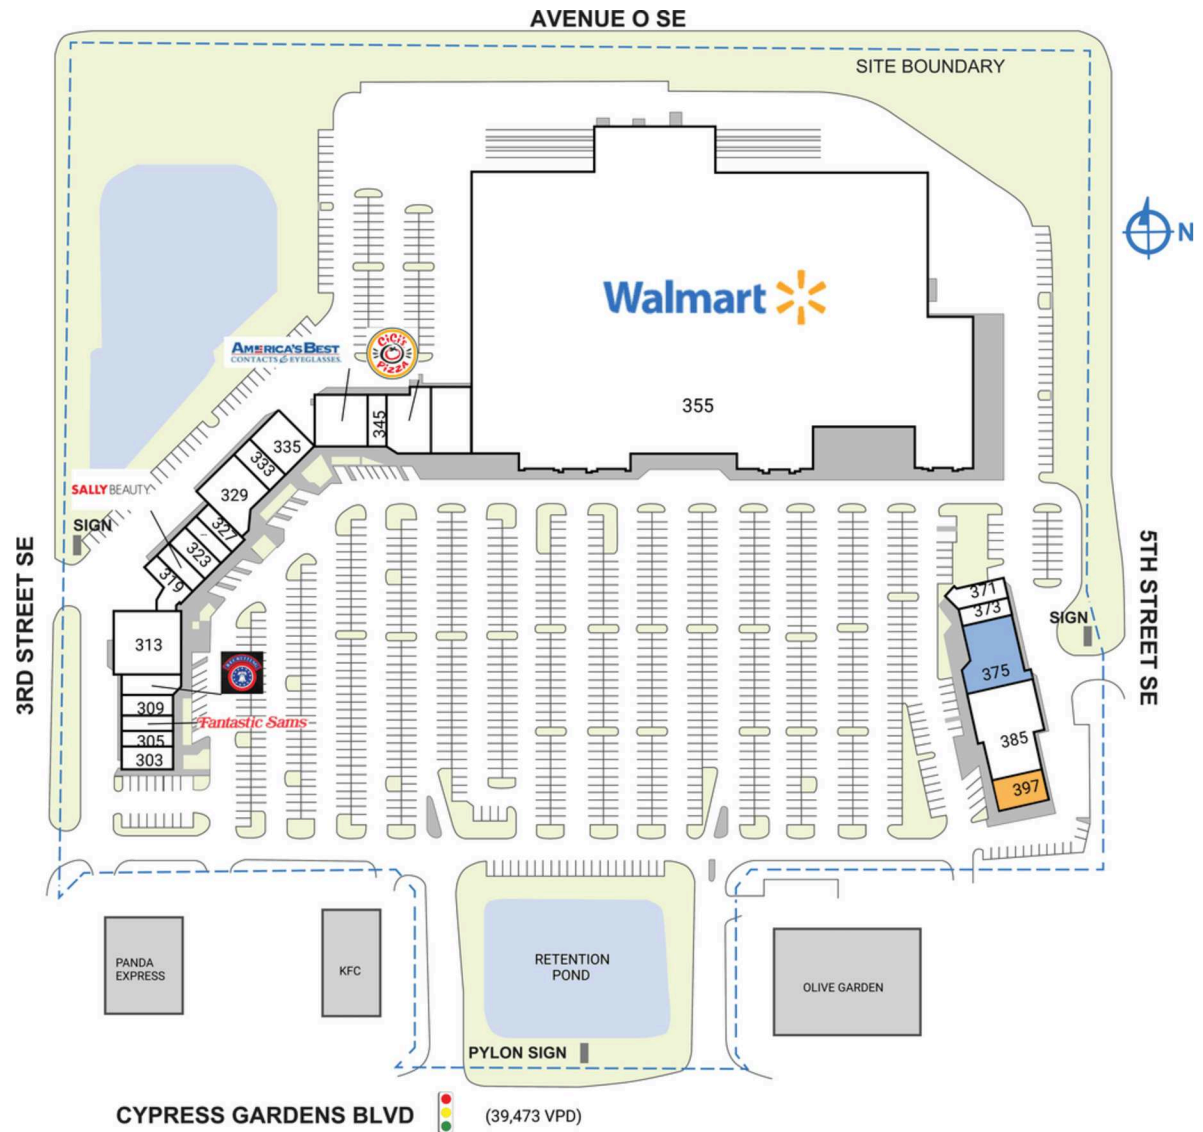 AVENUE O SE
SITE BOUNDARY
N
Walmart
AMERICA'S BEST
CONTACTS & EYEGLASSES.
CiCi's
PiZZA
355
345
335
333
329
SALLY BEAUTY
327
323
319
SIGN
3RD STREET SE
5TH STREET SE
371
373
SIGN
313
375
309
Fantastic Sams
305
385
303
397
PANDA
EXPRESS
KFC
RETENTION
POND
OLIVE GARDEN
PYLON SIGN
CYPRESS GARDENS BLVD
(39,473 VPD)